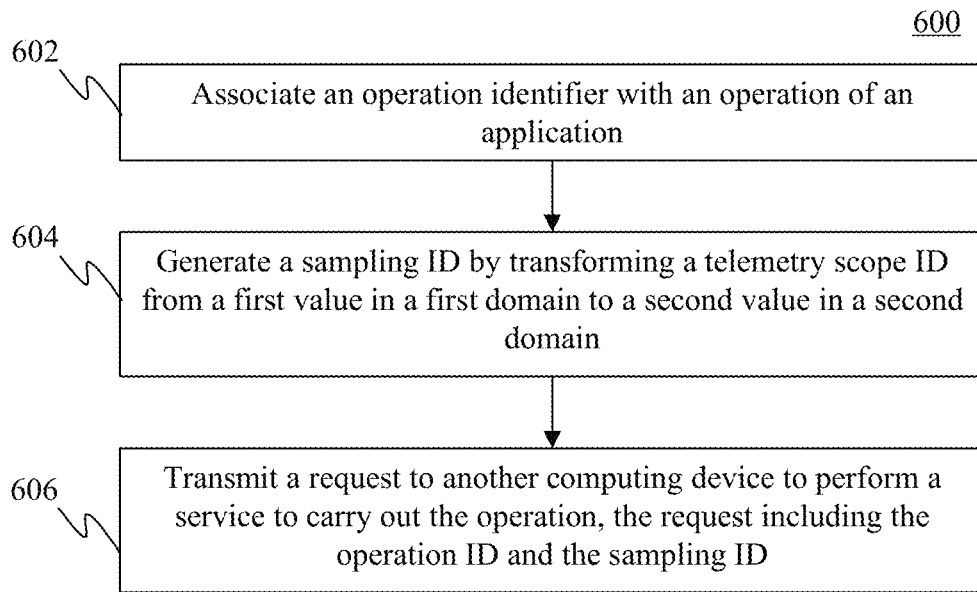 600
602
Associate an operation identifier with an operation of an
application
604
Generate a sampling ID by transforming a telemetry scope ID
from a first value in a first domain to a second value in a second
domain
606
Transmit a request to another computing device to perform a
service to carry out the operation, the request including the
operation ID and the sampling ID